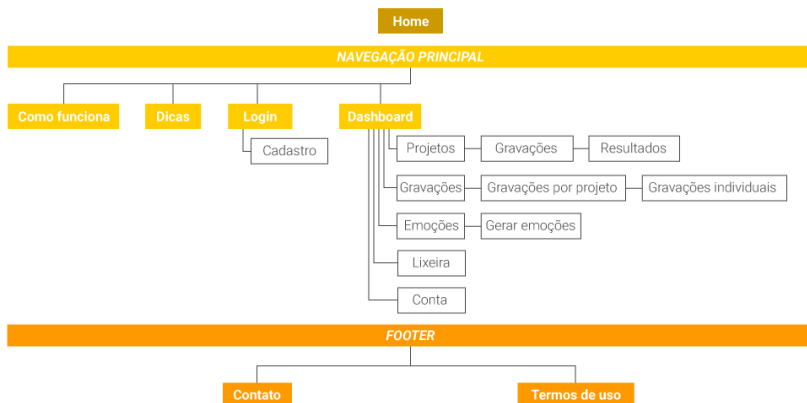 Home
NAVEGAÇÃO PRINCIPAL
Como funciona
Dicas
Login
Dashboard
Cadastro
Projetos
Gravações
Resultados
Gravações
Gravações por projeto
Gravações individuais
Emoções
Gerar emoções
Lixeira
Conta
FOOTER
Contato
Termos de uso